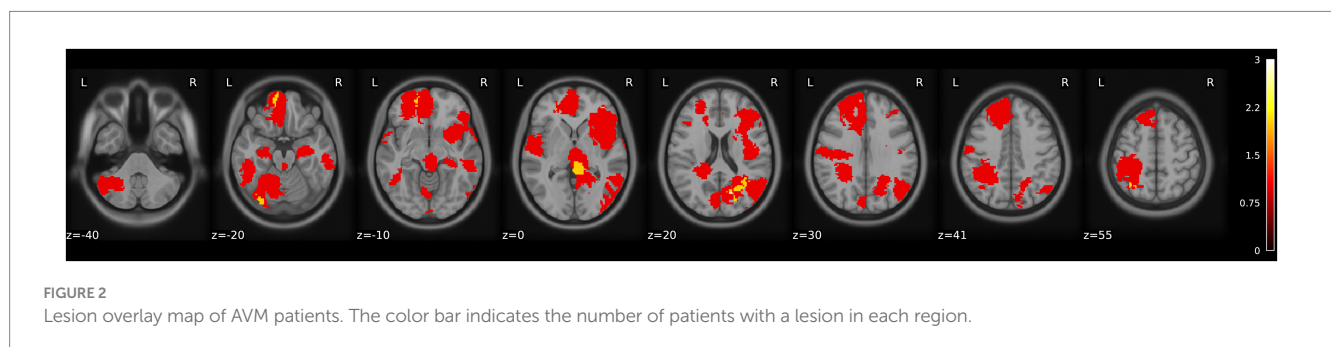 L R L R L R L R L R L R L R L R
3
2.2
1.5
0.75
0
z=-40 z=-20 z=-10 z=0 z=20 z=30 z=41 z=55
FIGURE 2
Lesion overlay map of AVM patients. The color bar indicates the number of patients with a lesion in each region.